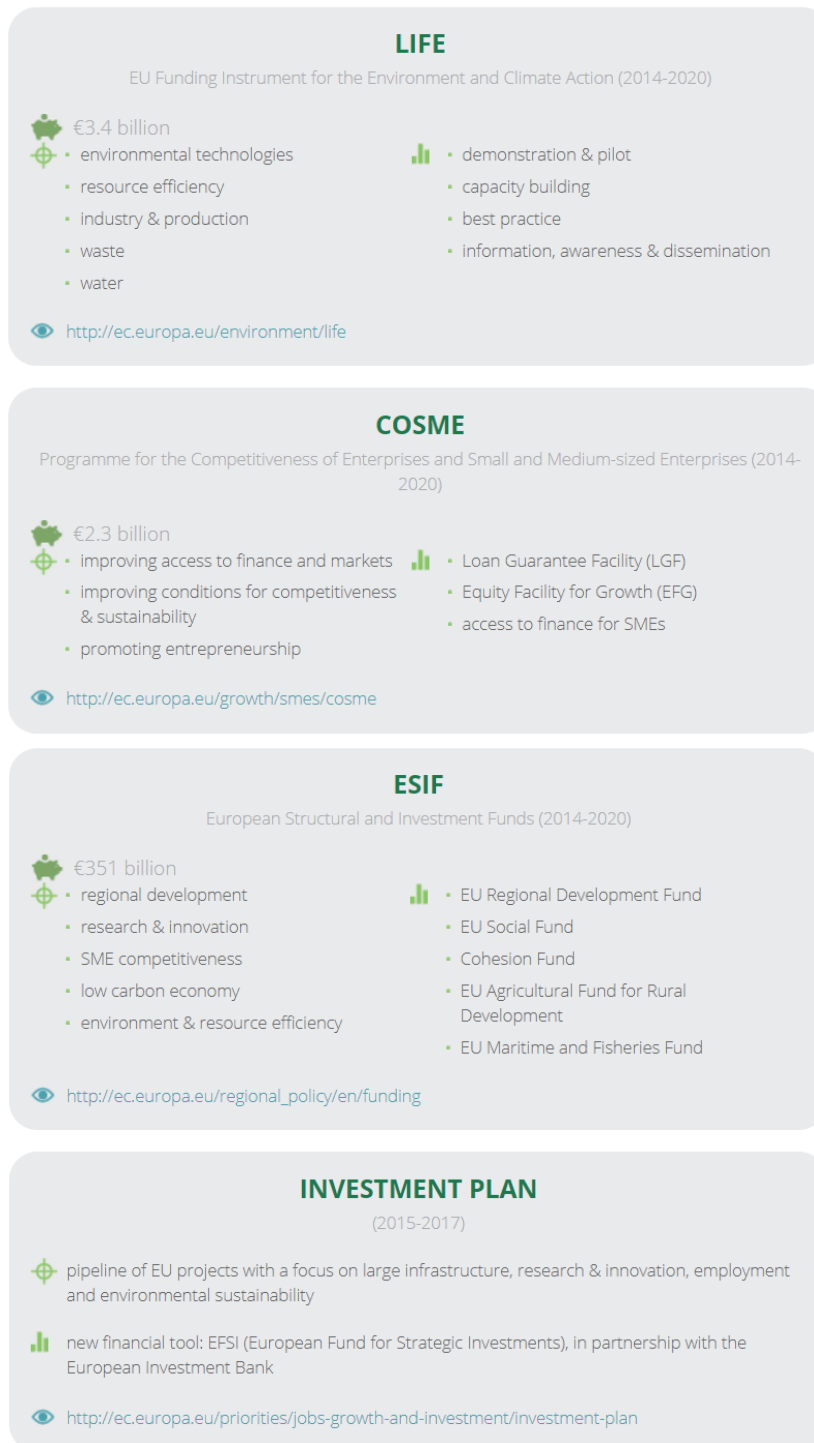 LIFE
EU Funding Instrument for the Environment and Climate Action (2014-2020)
€3.4 billion
environmental technologies
resource efficiency
industry & production
waste
water
demonstration & pilot
capacity building
best practice
information, awareness & dissemination
http://ec.europa.eu/environment/life
COSME
Programme for the Competitiveness of Enterprises and Small and Medium-sized Enterprises (2014-
2020)
€2.3 billion
improving access to finance and markets
improving conditions for competitiveness
& sustainability
promoting entrepreneurship
Loan Guarantee Facility (LGF)
Equity Facility for Growth (EFG)
access to finance for SMEs
http://ec.europa.eu/growth/smes/cosme
ESIF
European Structural and Investment Funds (2014-2020)
€351 billion
regional development
research & innovation
SME competitiveness
low carbon economy
environment & resource efficiency
EU Regional Development Fund
EU Social Fund
Cohesion Fund
EU Agricultural Fund for Rural
Development
EU Maritime and Fisheries Fund
http://ec.europa.eu/regional_policy/en/funding
INVESTMENT PLAN
(2015-2017)
pipeline of EU projects with a focus on large infrastructure, research & innovation, employment
and environmental sustainability
new financial tool: EFSI (European Fund for Strategic Investments), in partnership with the
European Investment Bank
http://ec.europa.eu/priorities/jobs-growth-and-investment/investment-plan